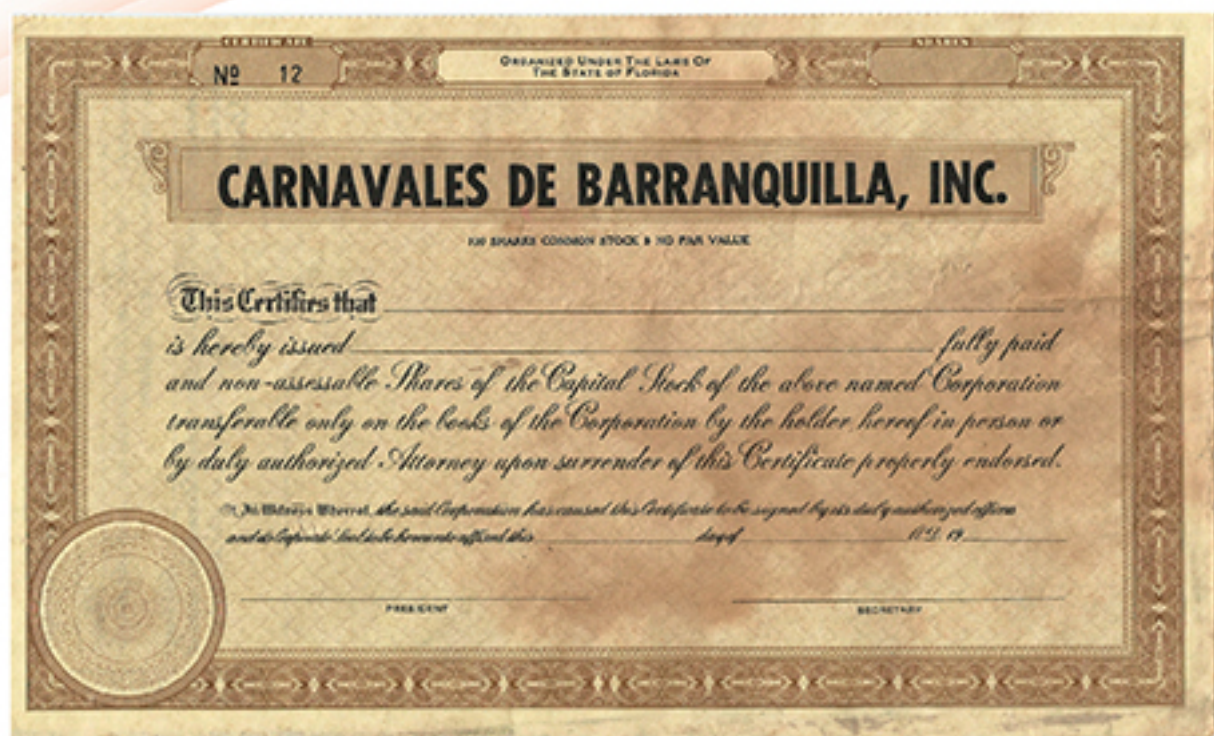 CERTIFICATE
SHARES
Nº 12
ORGANIZED UNDER THE LAWS OF
THE STATE OF FLORIDA
CARNAVALES DE BARRANQUILLA, INC.
SHARES COMMON STOCK NO PAR VALUE
This Certifies that
is hereby issued fully paid
and non-assessable Shares of the Capital Stock of the above named Corporation
transferable only on the books of the Corporation by the holder hereof in person or
by duly authorized Attorney upon surrender of this Certificate properly endorsed.
In Witness Whereof, the said Corporation has caused this Certificate to be signed by its duly authorized officers
and its Corporate Seal to be hereunto affixed this day of A.D. 19
PRESIDENT
SECRETARY